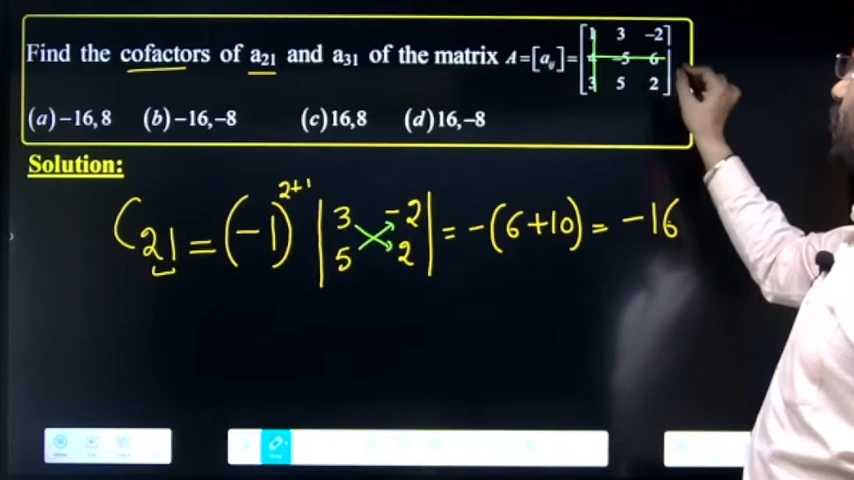 Find the cofactors of a21 and a31 of the matrix A=[aij]=[1 3 -2
4 -5 6
3 5 2]
(a)-16,8 (b)-16,-8 (c)16,8 (d)16,-8
Solution:
C21 = (-1)^2+1 |3 -2
5 2| = -(6+10) = -16